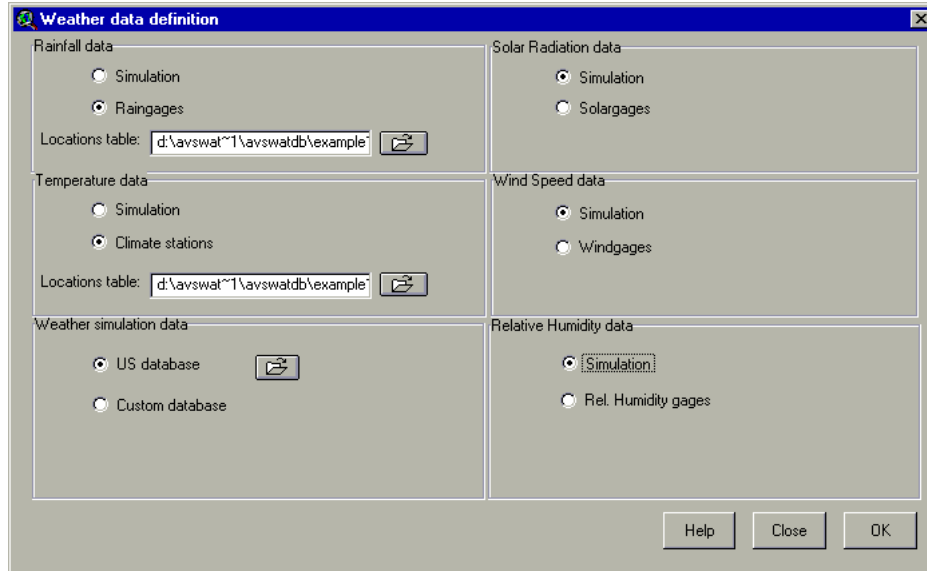 Weather data definition
Rainfall data
Simulation
Raingages
Locations table: d:\avswat~1\avswatdb\example
Solar Radiation data
Simulation
Solargages
Temperature data
Simulation
Climate stations
Locations table: d:\avswat~1\avswatdb\example
Wind Speed data
Simulation
Windgages
Weather simulation data
US database
Custom database
Relative Humidity data
Simulation
Rel. Humidity gages
Help Close OK